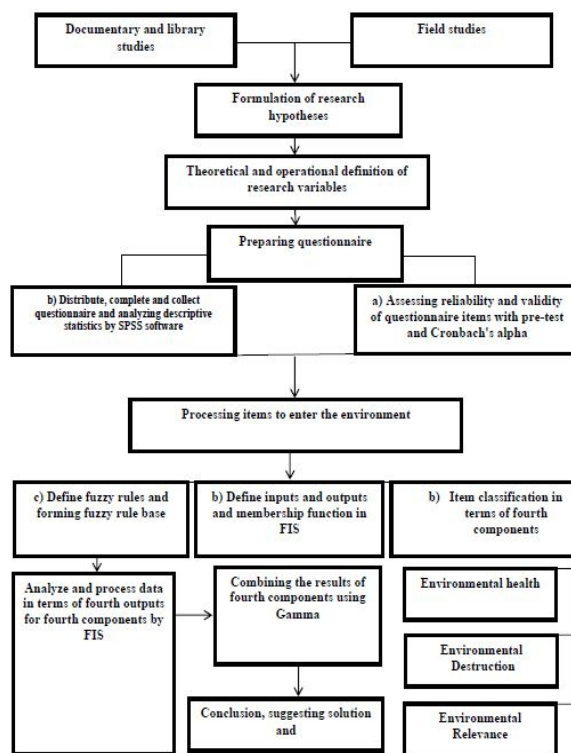 Documentary and library
studies
Field studies
Formulation of research
hypotheses
Theoretical and operational definition of
research variables
Preparing questionnaire
b) Distribute, complete and collect
questionnaire and analyzing descriptive
statistics by SPSS software
a) Assessing reliability and validity
of questionnaire items with pre-test
and Cronbach's alpha
Processing items to enter the environment
c) Define fuzzy rules and
forming fuzzy rule base
b) Define inputs and outputs
and membership function in
FIS
b) Item classification in
terms of fourth
components
Analyze and process data
in terms of fourth outputs
for fourth components by
FIS
Combining the results of
fourth components using
Gamma
Environmental health
Environmental
Destruction
Conclusion, suggesting solution
and
Environmental
Relevance